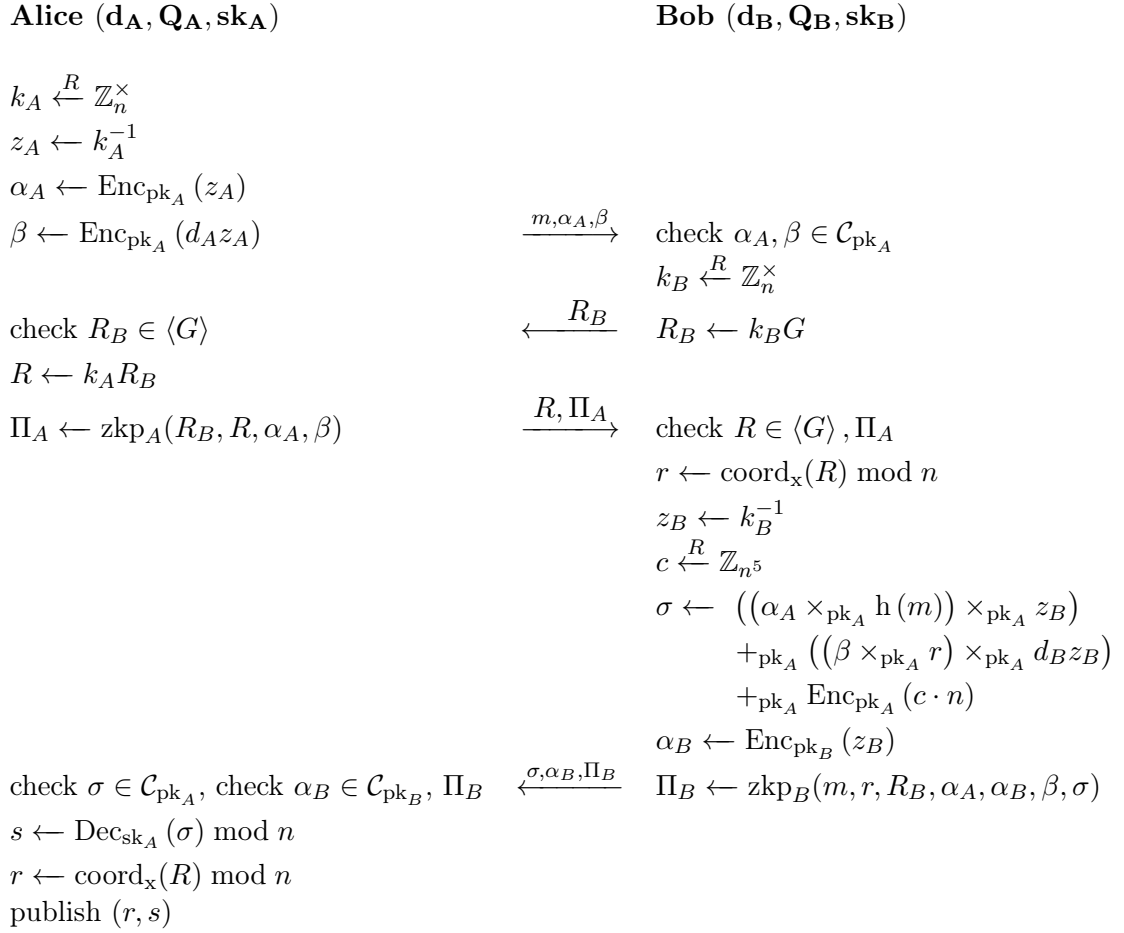 Alice (d_A, Q_A, sk_A) Bob (d_B, Q_B, sk_B)
k_A ←^R ℤ_n^×
z_A ← k_A^{-1}
α_A ← Enc_{pk_A} (z_A)
β ← Enc_{pk_A} (d_A z_A) m,α_A,β ⟶ check α_A, β ∈ 𝒞_{pk_A}
k_B ←^R ℤ_n^×
check R_B ∈ ⟨G⟩ R_B ⟵ R_B ← k_B G
R ← k_A R_B
Π_A ← zkp_A(R_B, R, α_A, β) R, Π_A ⟶ check R ∈ ⟨G⟩ , Π_A
r ← coord_x(R) mod n
z_B ← k_B^{-1}
c ←^R ℤ_{n^5}
σ ← ((α_A ×_{pk_A} h (m)) ×_{pk_A} z_B)
+_{pk_A} ((β ×_{pk_A} r) ×_{pk_A} d_B z_B)
+_{pk_A} Enc_{pk_A} (c · n)
α_B ← Enc_{pk_B} (z_B)
check σ ∈ 𝒞_{pk_A}, check α_B ∈ 𝒞_{pk_B}, Π_B σ,α_B,Π_B ⟵ Π_B ← zkp_B(m, r, R_B, α_A, α_B, β, σ)
s ← Dec_{sk_A} (σ) mod n
r ← coord_x(R) mod n
publish (r, s)